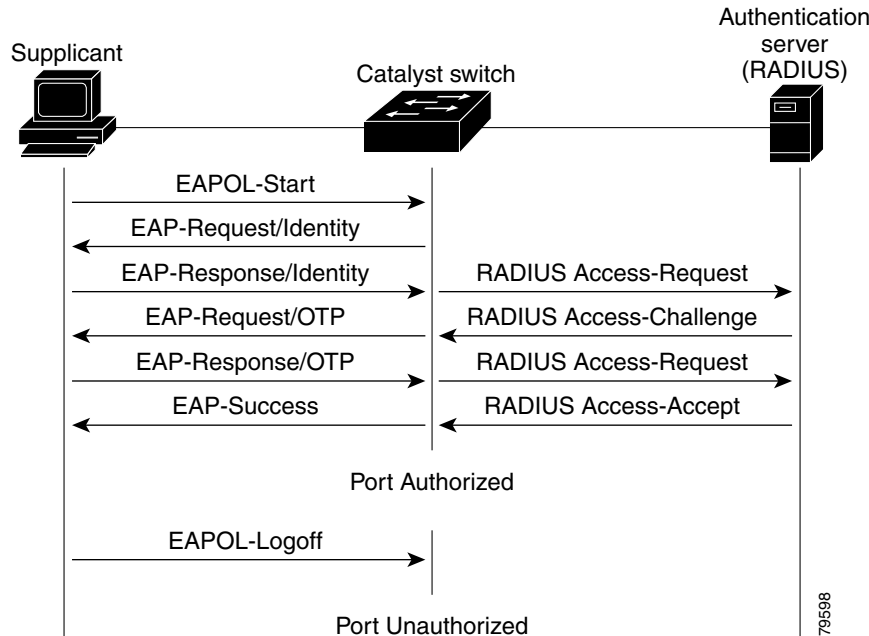 Authentication
server
(RADIUS)
Supplicant
Catalyst switch
EAPOL-Start
EAP-Request/Identity
EAP-Response/Identity
RADIUS Access-Request
EAP-Request/OTP
RADIUS Access-Challenge
EAP-Response/OTP
RADIUS Access-Request
EAP-Success
RADIUS Access-Accept
Port Authorized
EAPOL-Logoff
Port Unauthorized
79598